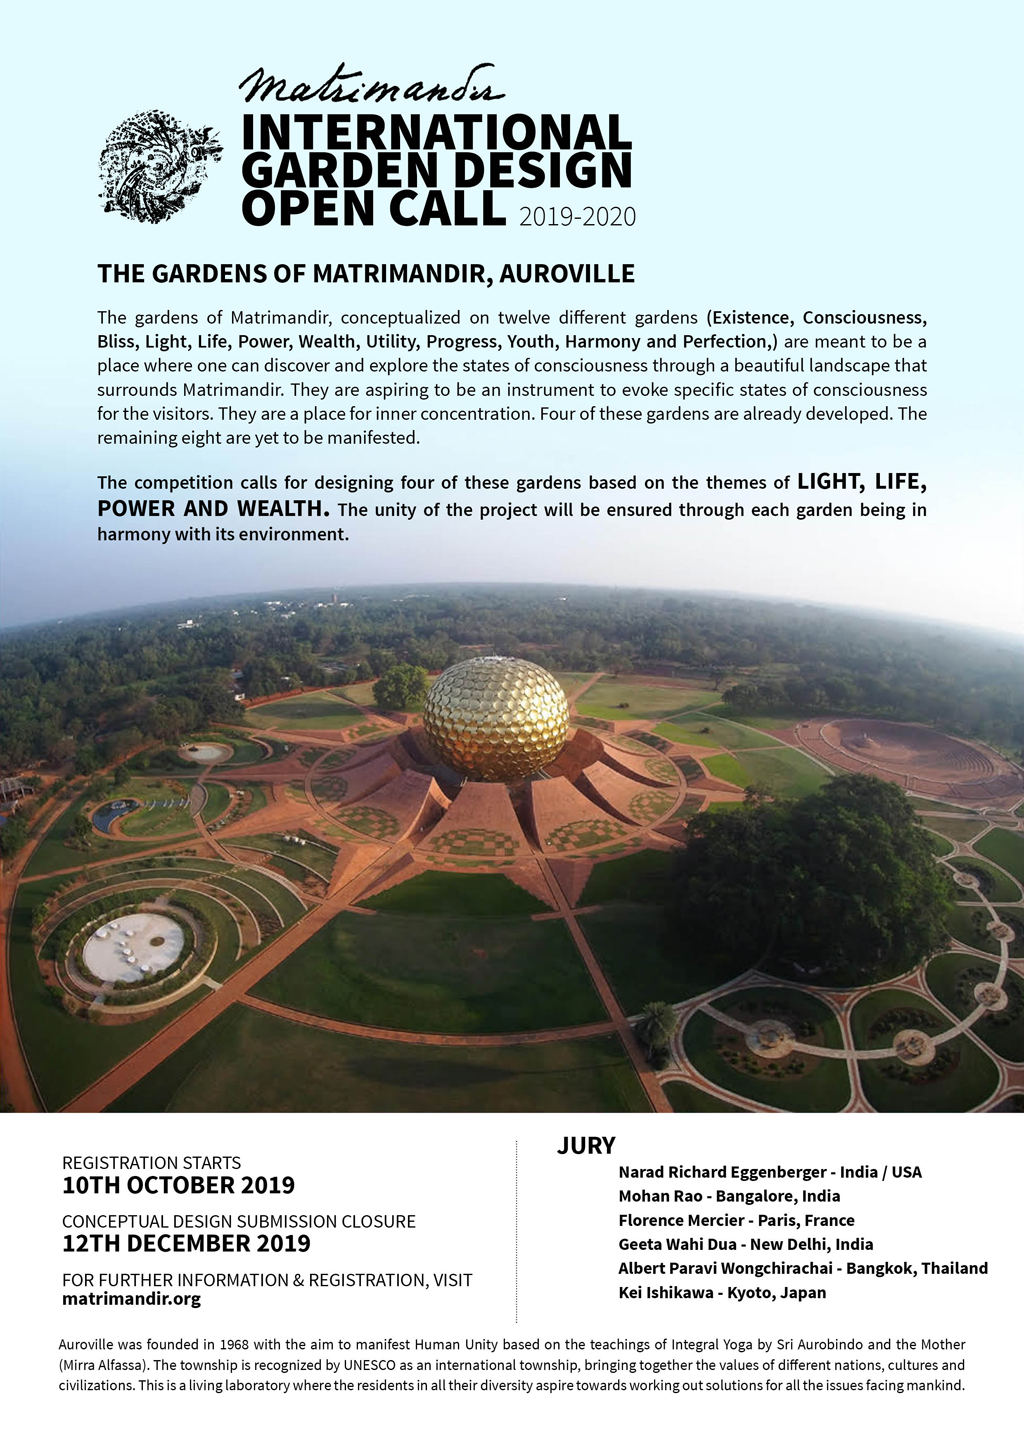 Matrimandir
INTERNATIONAL
GARDEN DESIGN
OPEN CALL 2019-2020
THE GARDENS OF MATRIMANDIR, AUROVILLE
The gardens of Matrimandir, conceptualized on twelve different gardens (Existence, Consciousness,
Bliss, Light, Life, Power, Wealth, Utility, Progress, Youth, Harmony and Perfection,) are meant to be a
place where one can discover and explore the states of consciousness through a beautiful landscape that
surrounds Matrimandir. They are aspiring to be an instrument to evoke specific states of consciousness
for the visitors. They are a place for inner concentration. Four of these gardens are already developed. The
remaining eight are yet to be manifested.
The competition calls for designing four of these gardens based on the themes of LIGHT, LIFE,
POWER AND WEALTH. The unity of the project will be ensured through each garden being in
harmony with its environment.
REGISTRATION STARTS
10TH OCTOBER 2019
CONCEPTUAL DESIGN SUBMISSION CLOSURE
12TH DECEMBER 2019
FOR FURTHER INFORMATION & REGISTRATION, VISIT
matrimandir.org
JURY
Narad Richard Eggenberger - India / USA
Mohan Rao - Bangalore, India
Florence Mercier - Paris, France
Geeta Wahi Dua - New Delhi, India
Albert Paravi Wongchirachai - Bangkok, Thailand
Kei Ishikawa - Kyoto, Japan
Auroville was founded in 1968 with the aim to manifest Human Unity based on the teachings of Integral Yoga by Sri Aurobindo and the Mother
(Mirra Alfassa). The township is recognized by UNESCO as an international township, bringing together the values of different nations, cultures and
civilizations. This is a living laboratory where the residents in all their diversity aspire towards working out solutions for all the issues facing mankind.